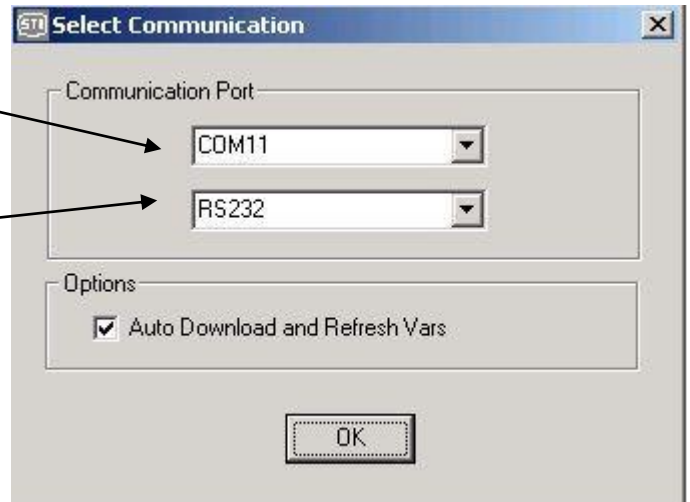 STI Select Communication
Communication Port
COM11
RS232
Options
Auto Download and Refresh Vars
OK